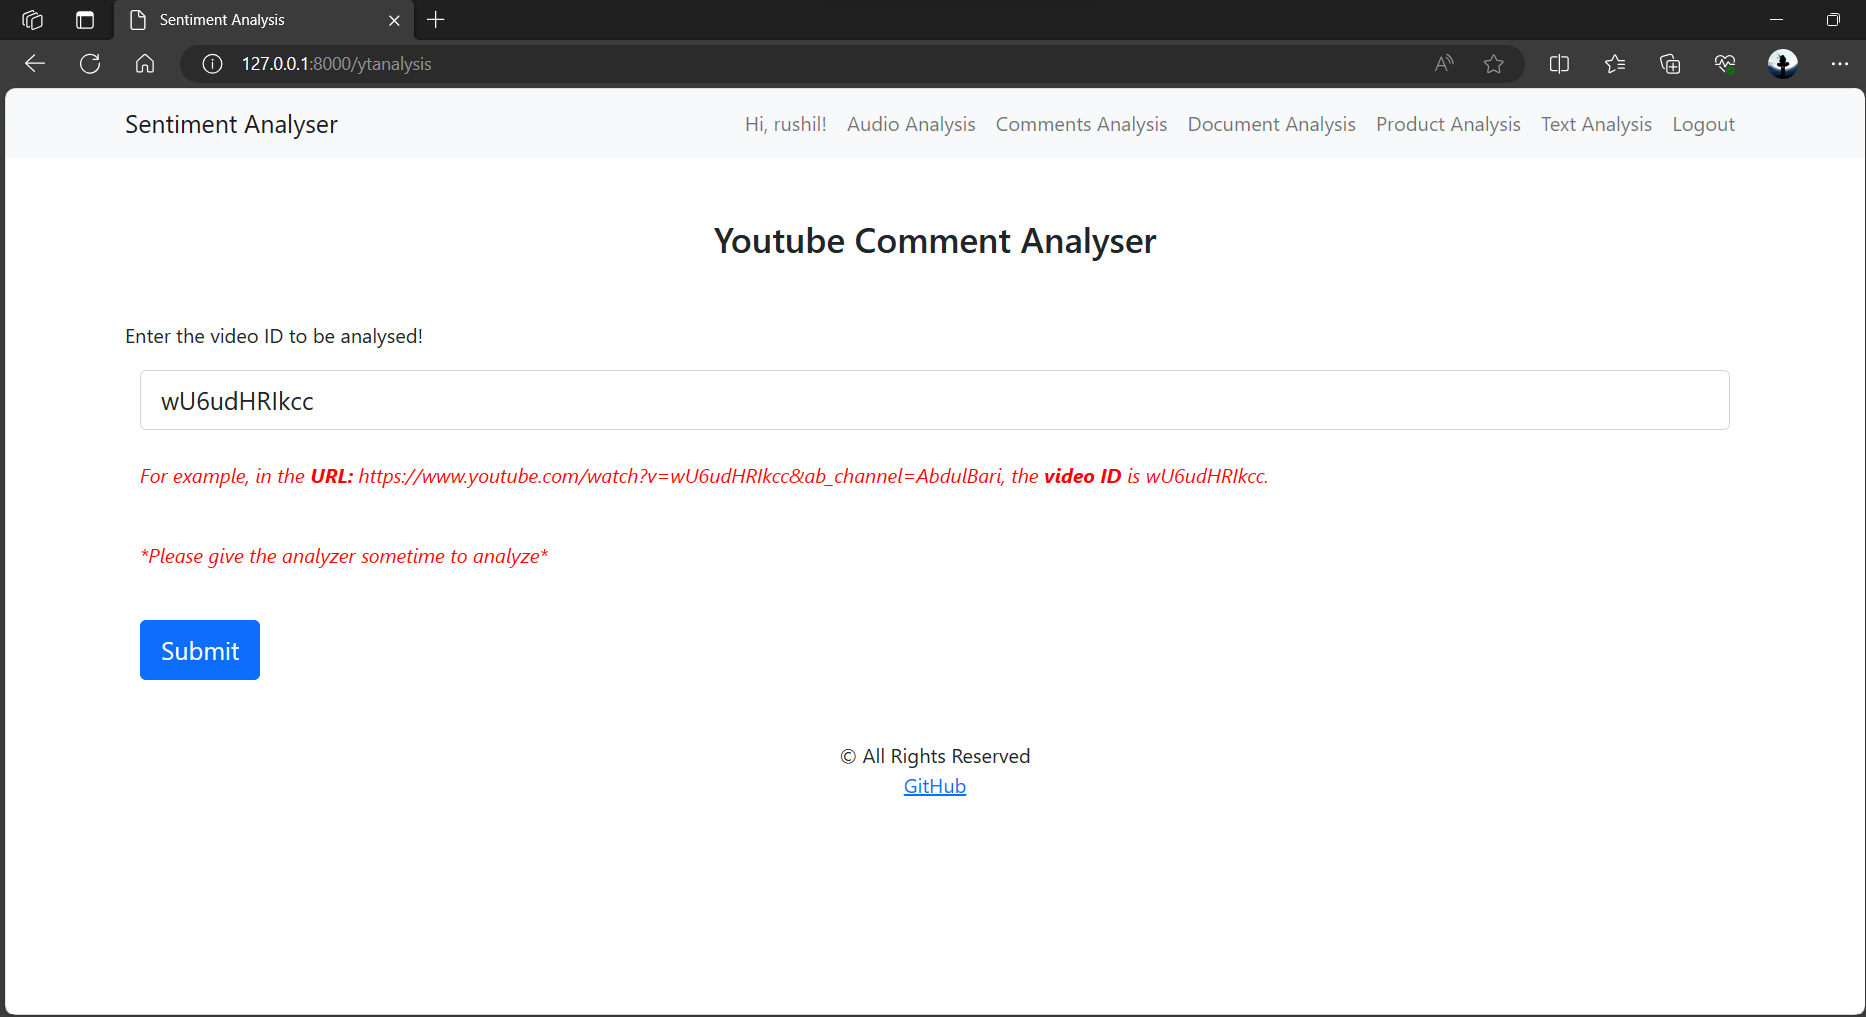 Sentiment Analysis
127.0.0.1:8000/ytanalysis
Sentiment Analyser
Hi, rushil! Audio Analysis Comments Analysis Document Analysis Product Analysis Text Analysis Logout
Youtube Comment Analyser
Enter the video ID to be analysed!
wU6udHRIkcc
For example, in the URL: https://www.youtube.com/watch?v=wU6udHRIkcc&ab_channel=AbdulBari, the video ID is wU6udHRIkcc.
*Please give the analyzer sometime to analyze*
Submit
© All Rights Reserved
GitHub